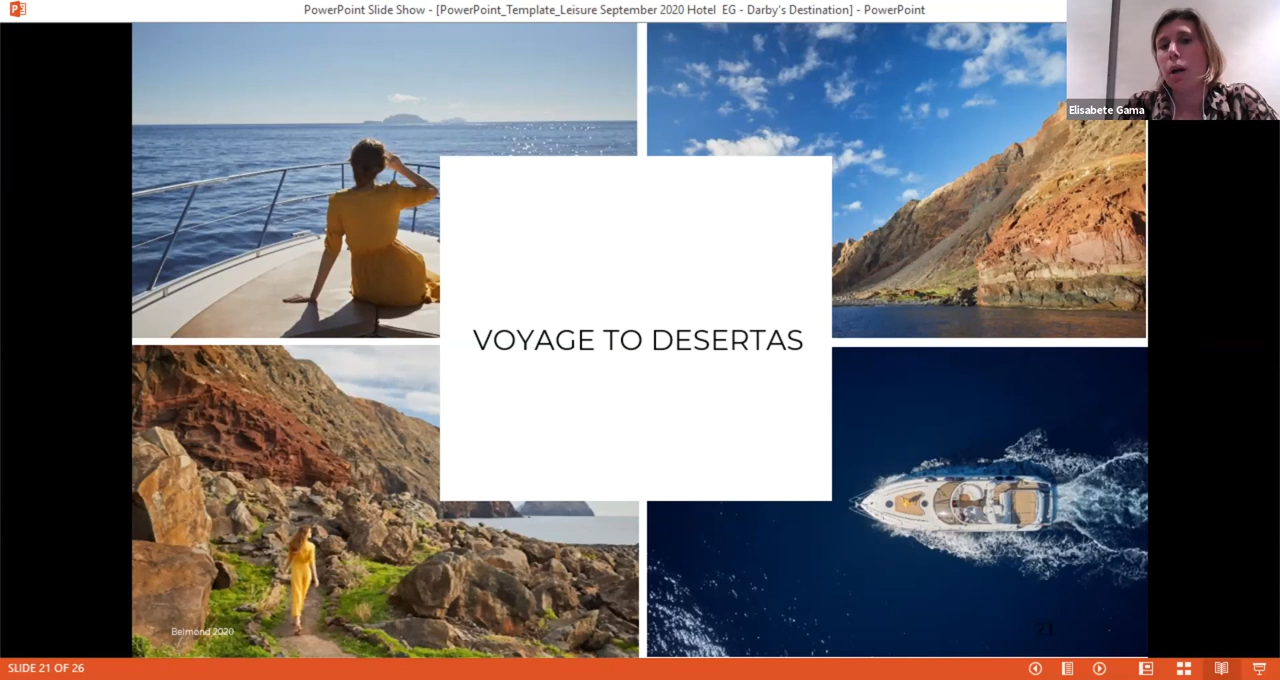 PowerPoint Slide Show - [PowerPoint_Template_Leisure September 2020 Hotel EG - Darby's Destination] - PowerPoint
Elisabete Gama
VOYAGE TO DESERTAS
Belmond 2020
21
SLIDE 21 OF 26